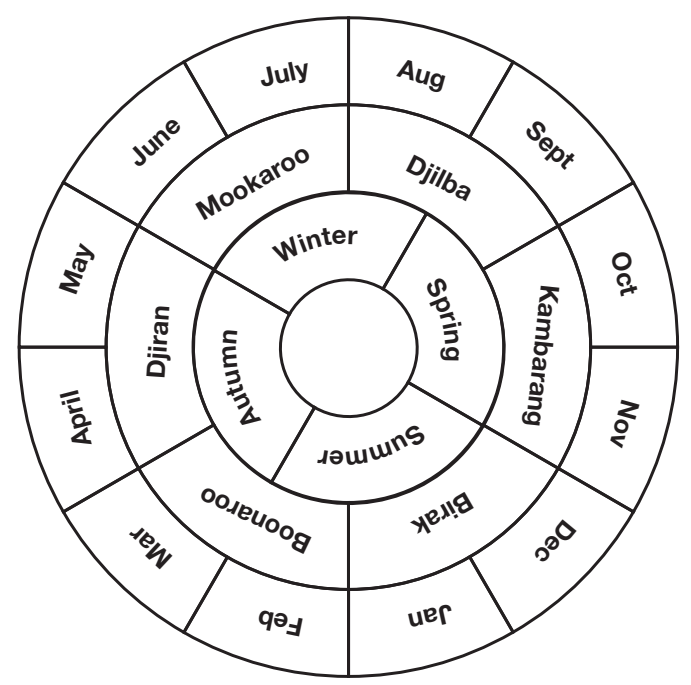 July
Aug
Sept
Oct
Nov
Dec
Jan
Feb
Mar
April
May
June
Mookaroo
Djilba
Kambarang
Birak
Boonaroo
Djiran
Winter
Spring
Summer
Autumn